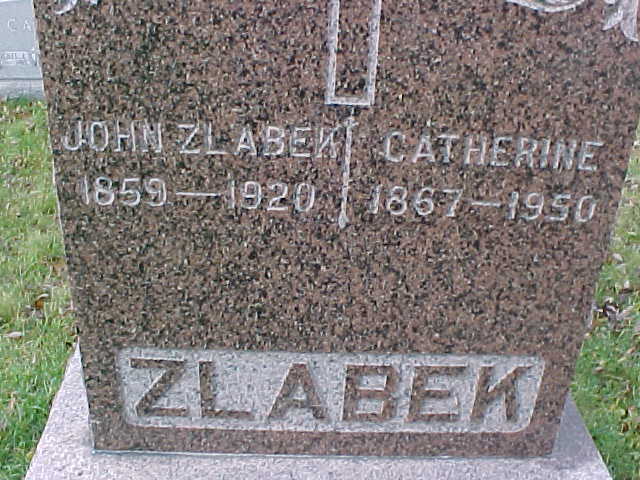 JOHN ZLABEK
1859 — 1920
CATHERINE
1867 — 1950
ZLABEK